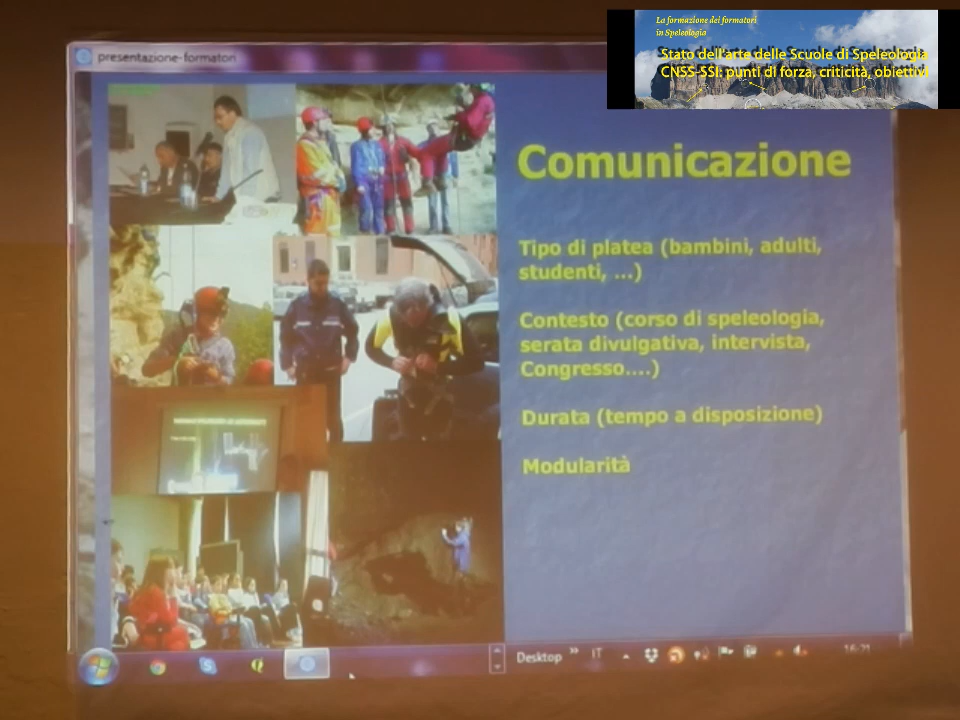 La formazione dei formatori
in Speleologia
Stato dell'arte delle Scuole di Speleologia
CNSS-SSI: punti di forza, criticità, obiettivi
presentazione-formatori
Comunicazione
Tipo di platea (bambini, adulti,
studenti, ...)
Contesto (corso di speleologia,
serata divulgativa, intervista,
Congresso....)
Durata (tempo a disposizione)
Modularità
Desktop
IT
16:21